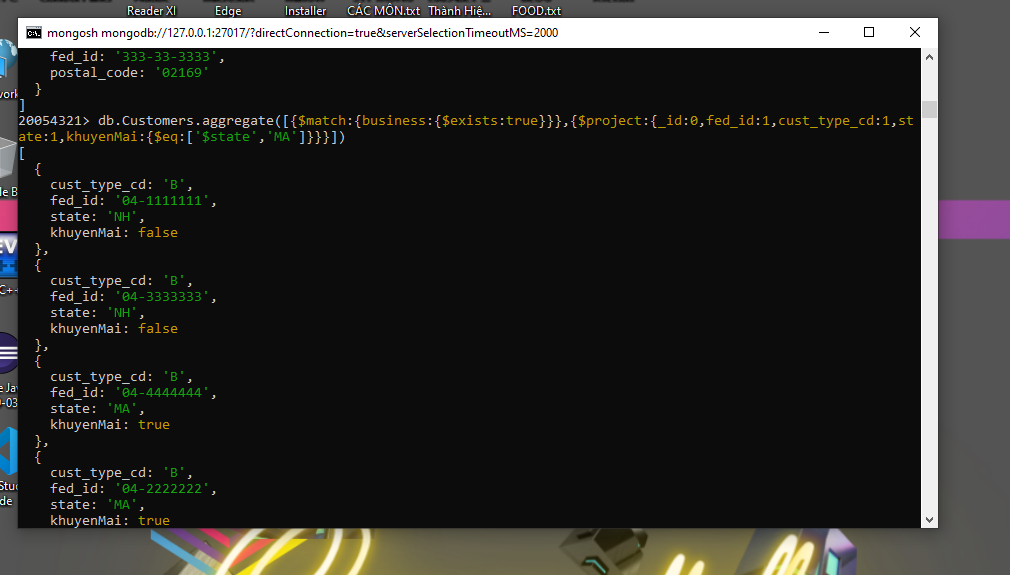 Reader XI Edge Installer CÁC MÔN.txt Thành Hiê... FOOD.txt
mongosh mongodb://127.0.0.1:27017/?directConnection=true&serverSelectionTimeoutMS=2000
fed_id: '333-33-3333',
postal_code: '02169'
}
]
20054321> db.Customers.aggregate([{$match:{business:{$exists:true}}},{$project:{_id:0,fed_id:1,cust_type_cd:1,st
ate:1,khuyenMai:{$eq:['$state','MA']}}}])
[
{
cust_type_cd: 'B',
fed_id: '04-1111111',
state: 'NH',
khuyenMai: false
},
{
cust_type_cd: 'B',
fed_id: '04-3333333',
state: 'NH',
khuyenMai: false
},
{
cust_type_cd: 'B',
fed_id: '04-4444444',
state: 'MA',
khuyenMai: true
},
{
cust_type_cd: 'B',
fed_id: '04-2222222',
state: 'MA',
khuyenMai: true